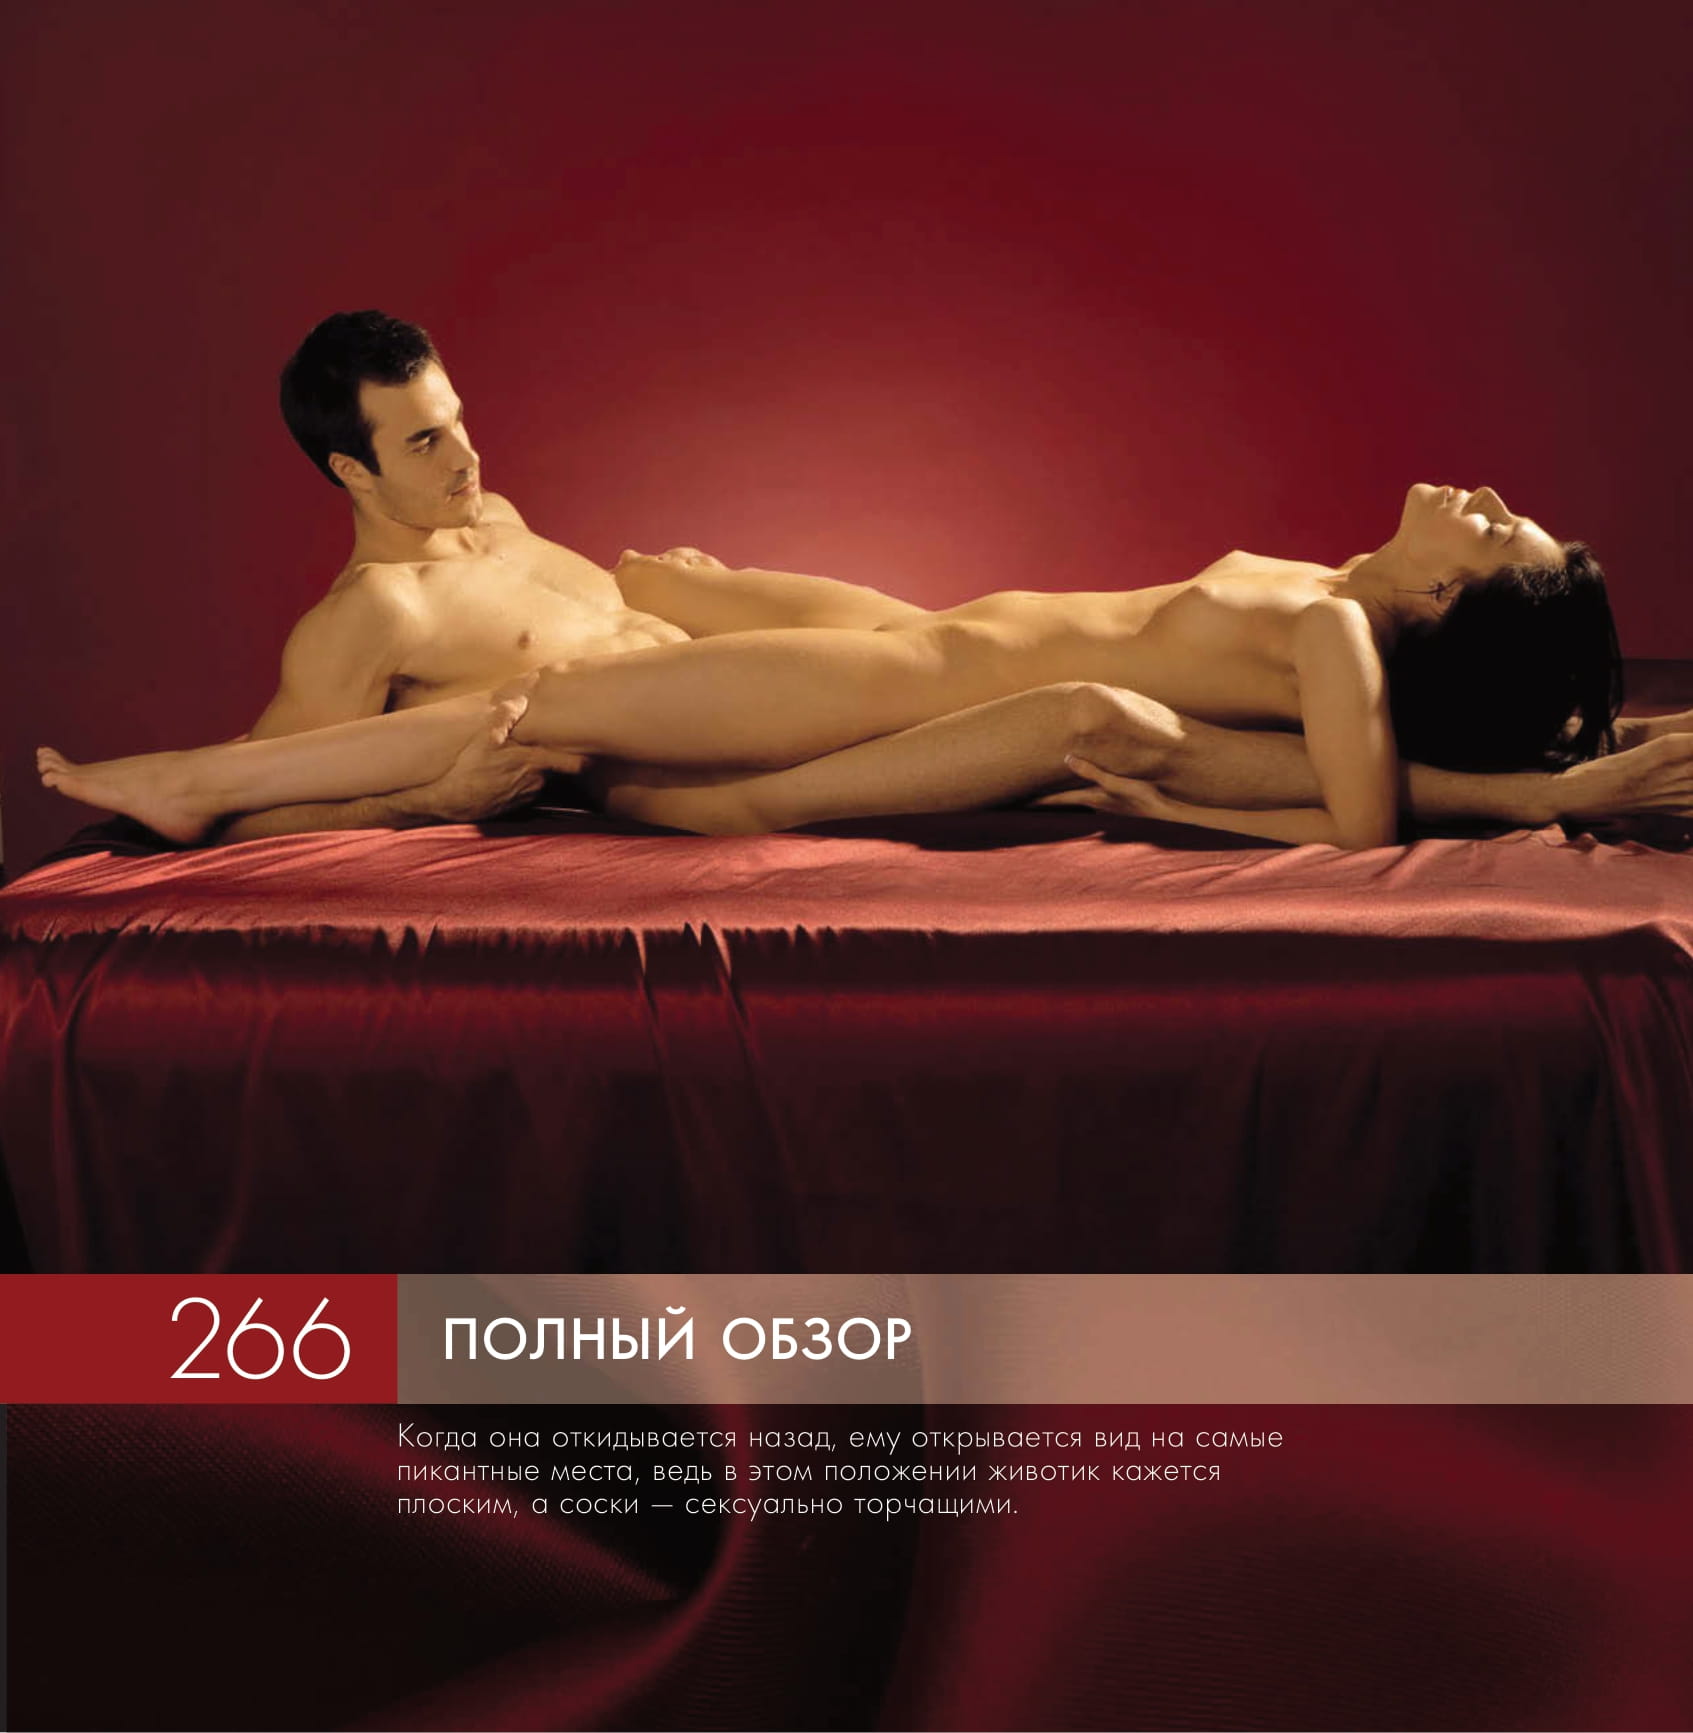 266
ПОЛНЫЙ ОБЗОР
Когда она откидывается назад, ему открывается вид на самые
пикантные места, ведь в этом положении животик кажется
плоским, а соски — сексуально торчащими.